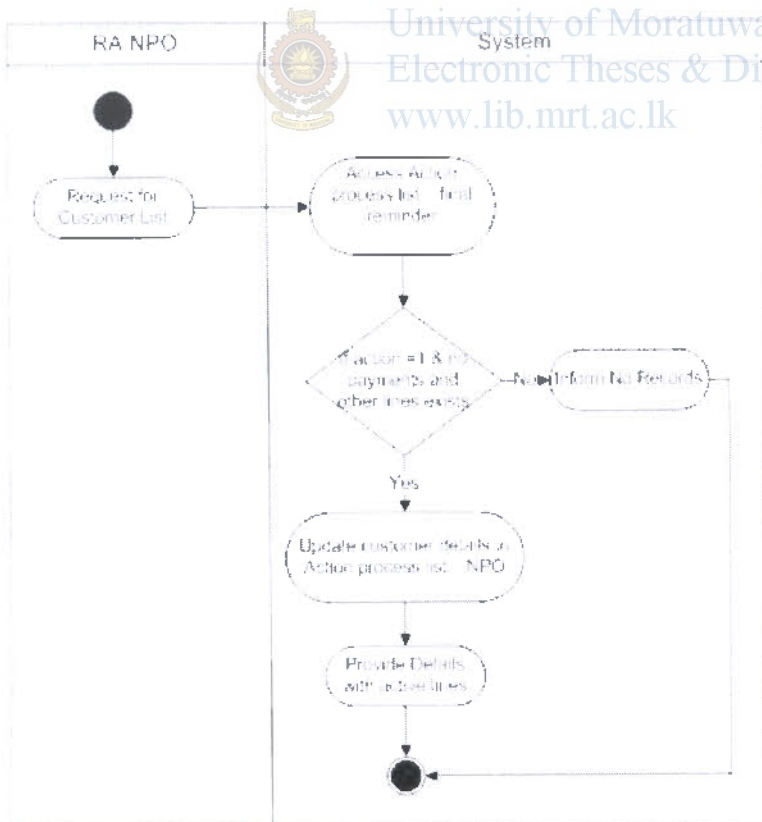 University of Moratuwa
Electronic Theses & Di
www.lib.mrt.ac.lk
RA NPO
System
Request for
Customer List
Access Action
process list final
reminder
action =1 & no
payments and
other lines exists
No
Inform No Records
Yes
Update customer details in
Action process list NPO
Provide Details
with active lines